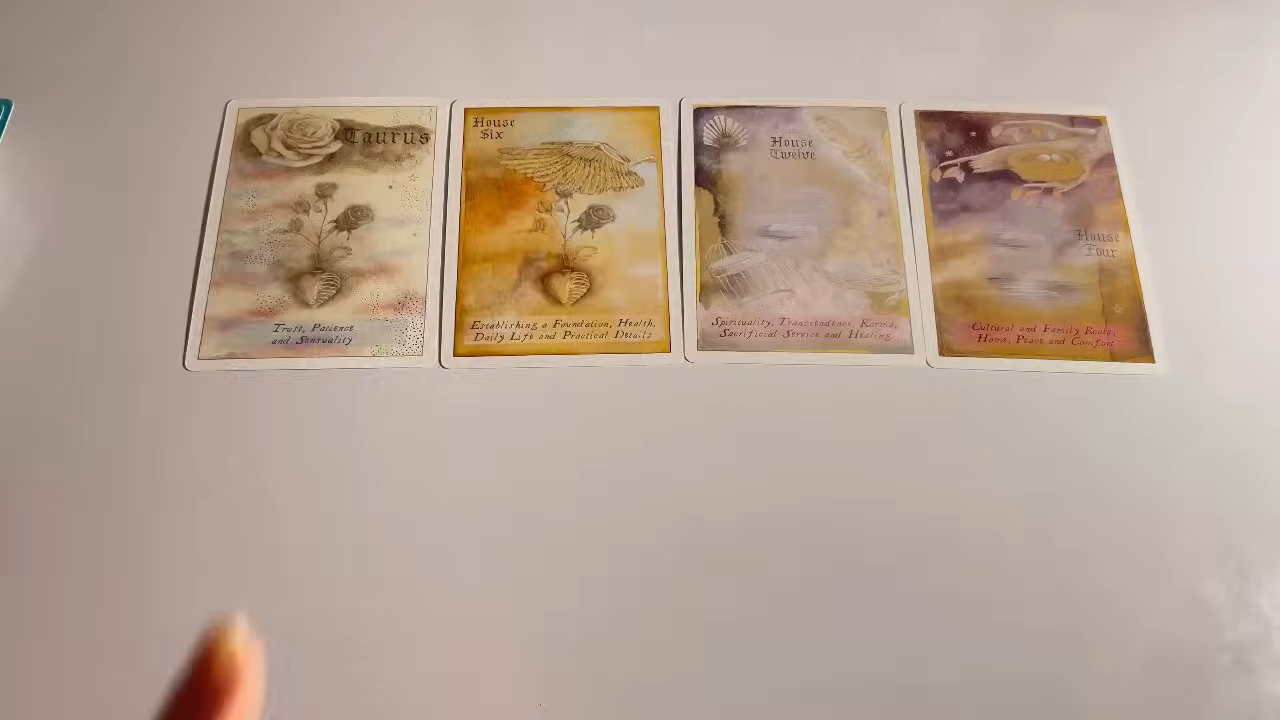 Taurus
Trust, Patience
and Sensuality
House
Six
Establishing a Foundation, Health,
Daily Life and Practical Details
House
Twelve
Spirituality, Transcendence, Karma,
Sacrificial Service and Healing
House
Four
Cultural and Family Roots,
Home, Peace and Comfort